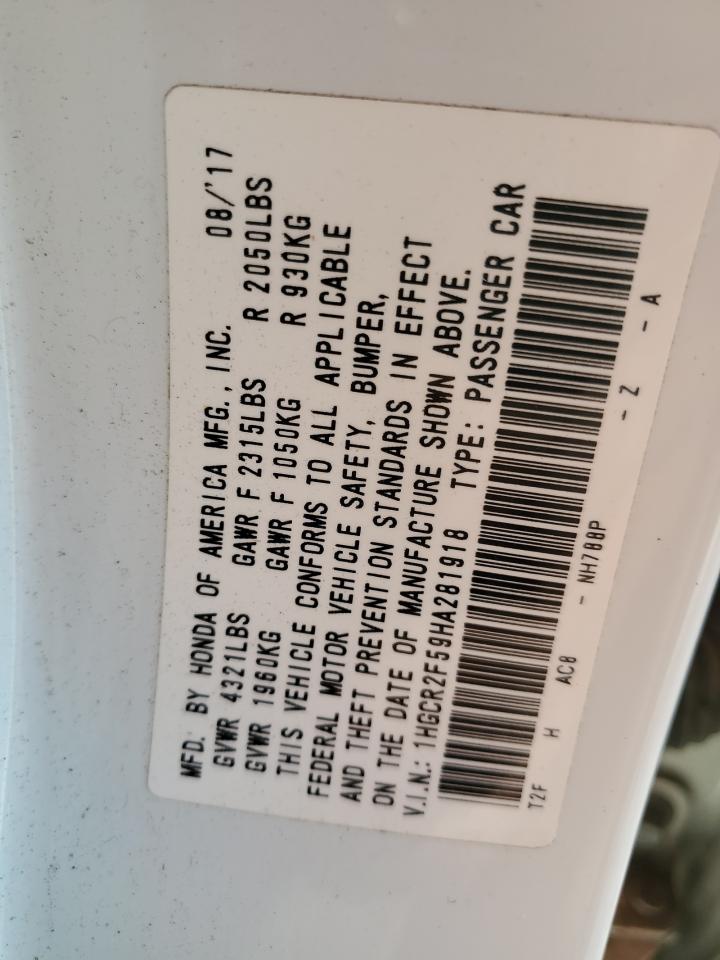 MFD. BY HONDA OF AMERICA MFG., INC. 08/'17
GVWR 4321LBS GAWR F 2315LBS R 2050LBS
GVWR 1960KG GAWR F 1050KG R 930KG
THIS VEHICLE CONFORMS TO ALL APPLICABLE
FEDERAL MOTOR VEHICLE SAFETY, BUMPER,
AND THEFT PREVENTION STANDARDS IN EFFECT
ON THE DATE OF MANUFACTURE SHOWN ABOVE.
V.I.N.: 1HGCR2F59HA281918 TYPE: PASSENGER CAR
T2F H AC8 - NH788P - Z - A